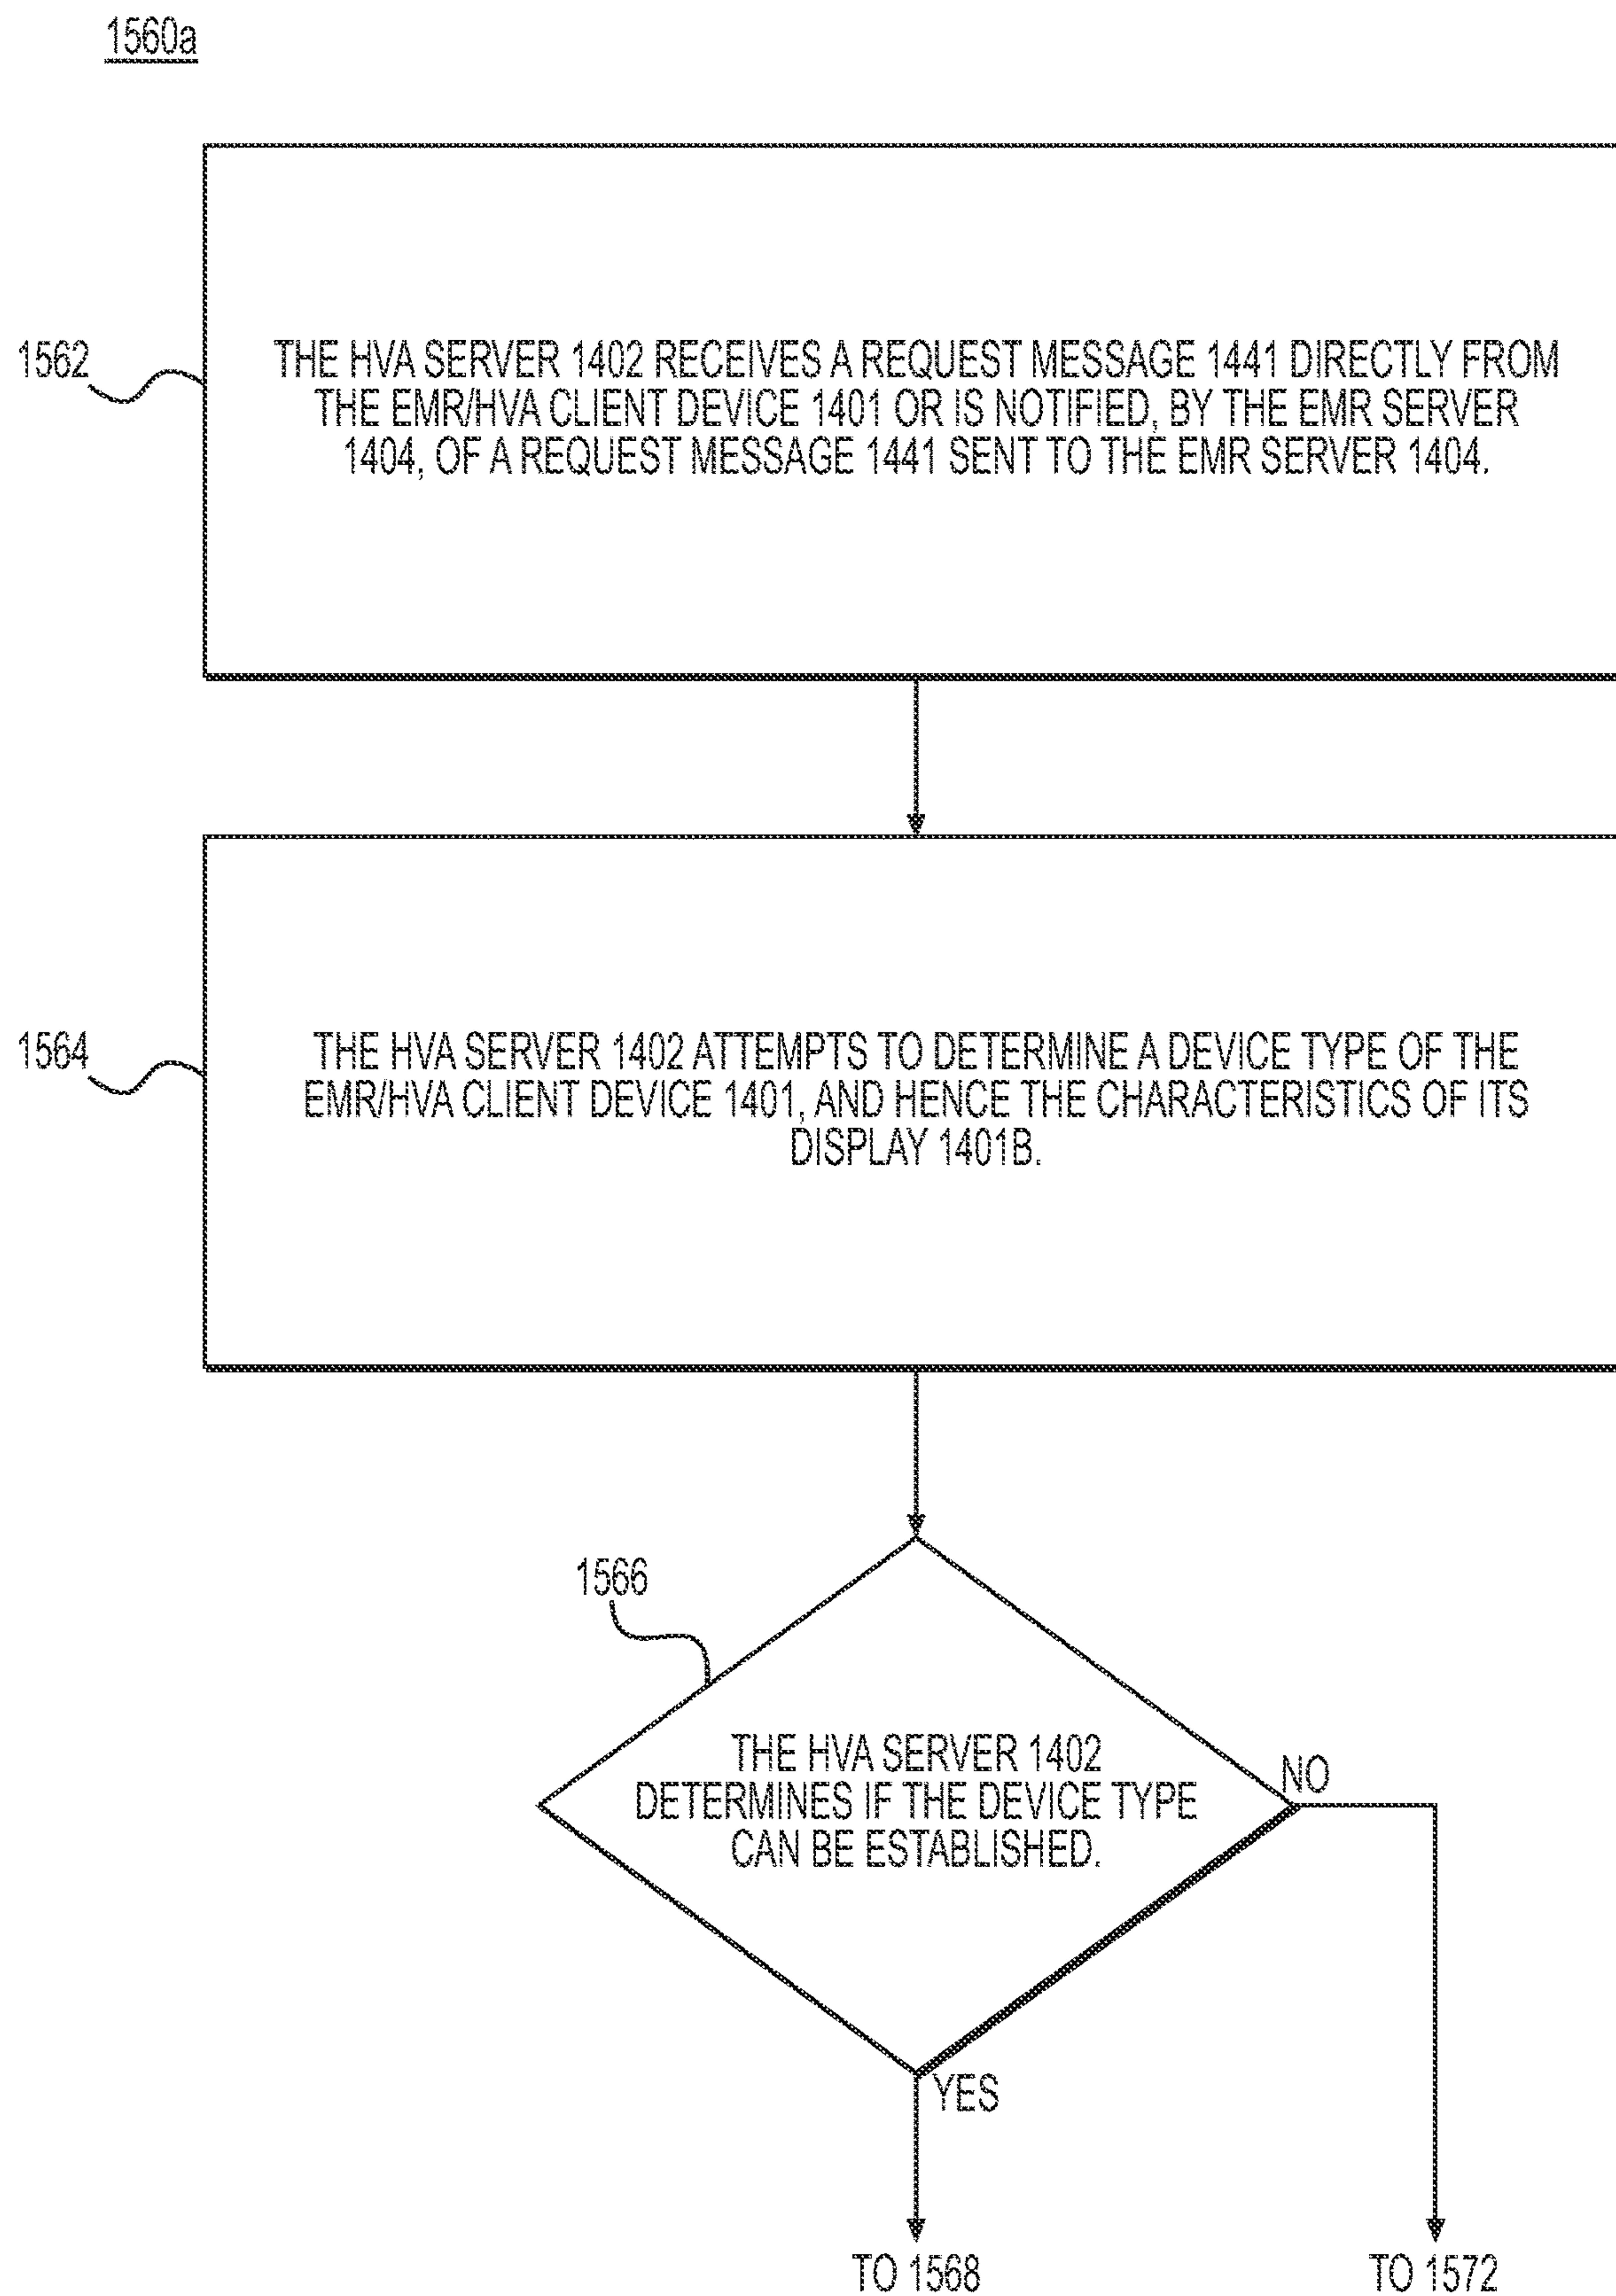 1560a
1562
THE HVA SERVER 1402 RECEIVES A REQUEST MESSAGE 1441 DIRECTLY FROM
THE EMR/HVA CLIENT DEVICE 1401 OR IS NOTIFIED, BY THE EMR SERVER
1404, OF A REQUEST MESSAGE 1441 SENT TO THE EMR SERVER 1404.
1564
THE HVA SERVER 1402 ATTEMPTS TO DETERMINE A DEVICE TYPE OF THE
EMR/HVA CLIENT DEVICE 1401, AND HENCE THE CHARACTERISTICS OF ITS
DISPLAY 1401B.
1566
THE HVA SERVER 1402
DETERMINES IF THE DEVICE TYPE
CAN BE ESTABLISHED.
NO
YES
TO 1568
TO 1572